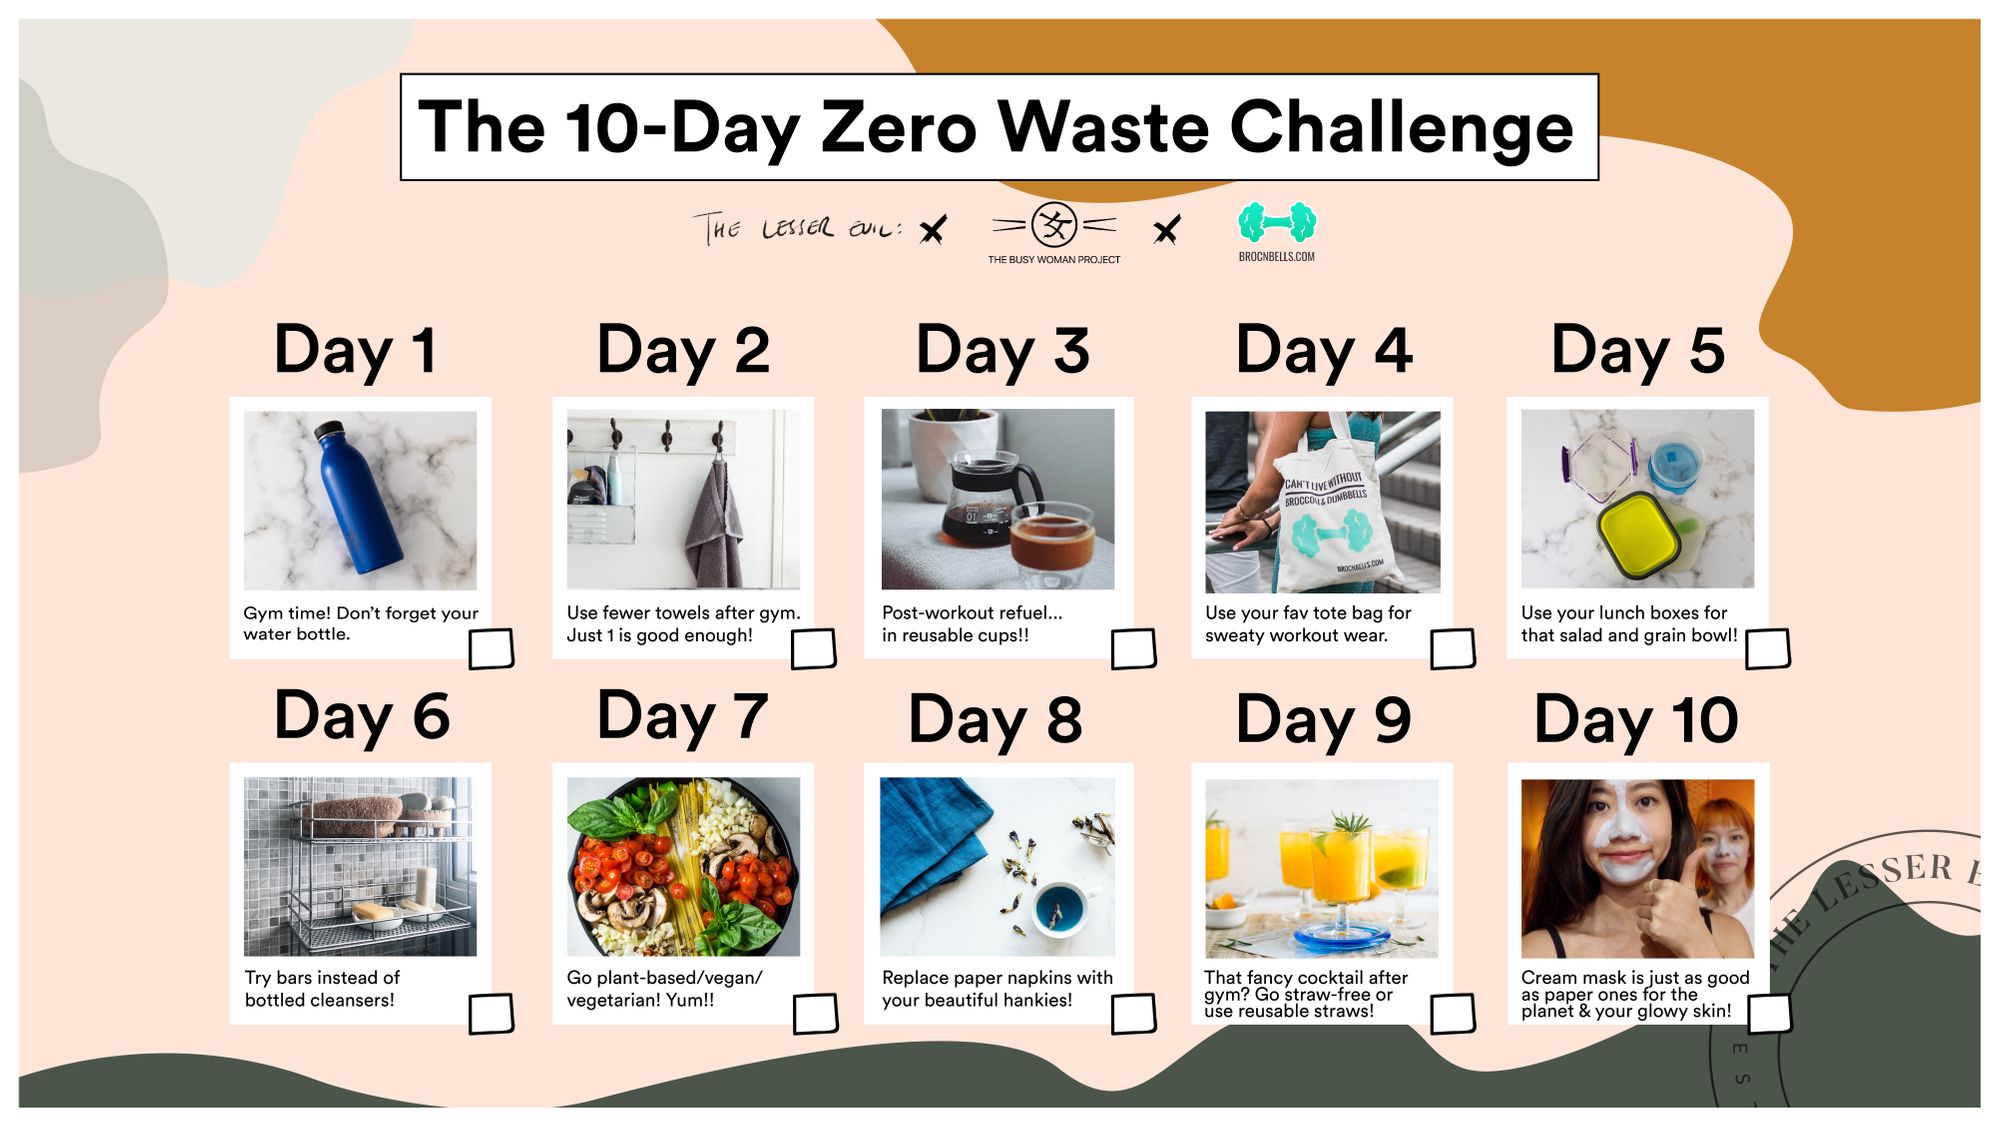 The 10-Day Zero Waste Challenge
THE LESSER EVIL:
女
THE BUSY WOMAN PROJECT
BROCNBELLS.COM
Day 1
Day 2
Day 3
Day 4
Day 5
CAN'T LIVE WITHOUT
BROCCOLI & DUMBBELLS
BROCNBELLS.COM
01
Gym time! Don't forget your
water bottle.
Use fewer towels after gym.
Just 1 is good enough!
Post-workout refuel...
in reusable cups!!
Use your fav tote bag for
sweaty workout wear.
Use your lunch boxes for
that salad and grain bowl!
Day 6
Day 7
Day 8
Day 9
Day 10
Try bars instead of
bottled cleansers!
Go plant-based/vegan/
vegetarian! Yum!!
Replace paper napkins with
your beautiful hankies!
That fancy cocktail after
gym? Go straw-free or
use reusable straws!
Cream mask is just as good
as paper ones for the
planet & your glowy skin!
THE LESSER E
E S T